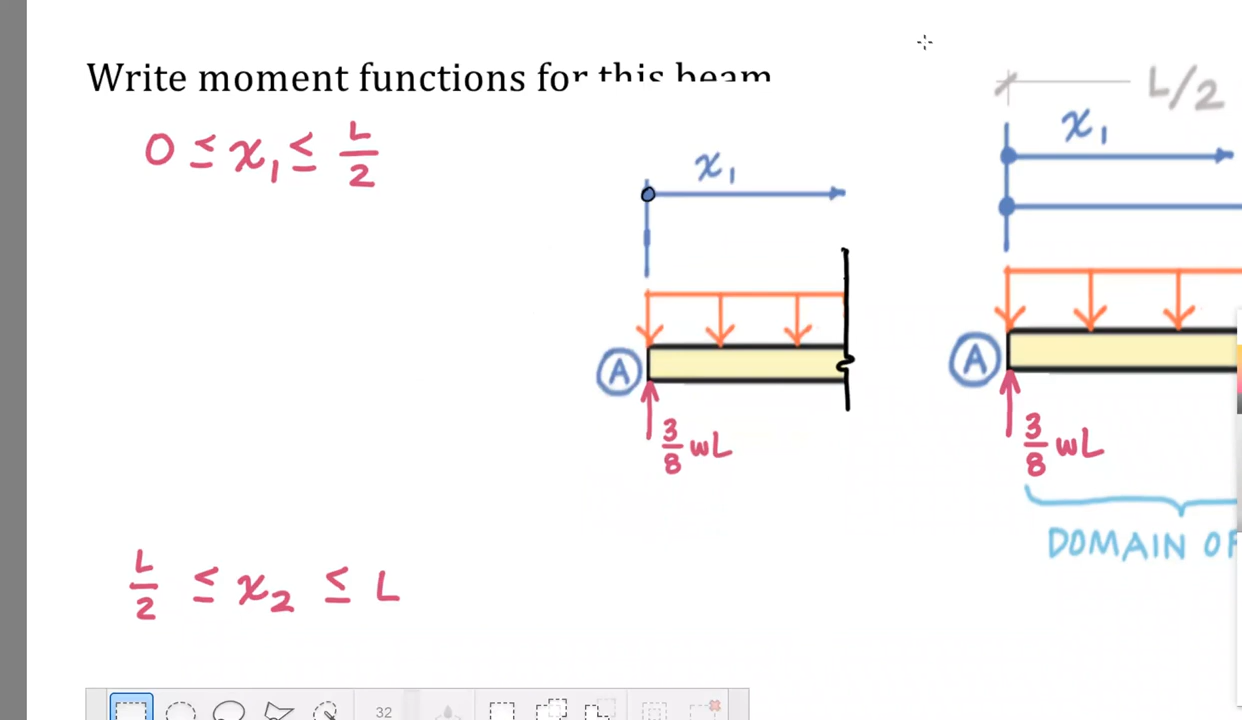 Write moment functions for this beam
0 ≤ x₁ ≤ L/2
x₁
A
3/8 wL
L/2 ≤ x₂ ≤ L
L/2
x₁
A
3/8 wL
DOMAIN OF
32